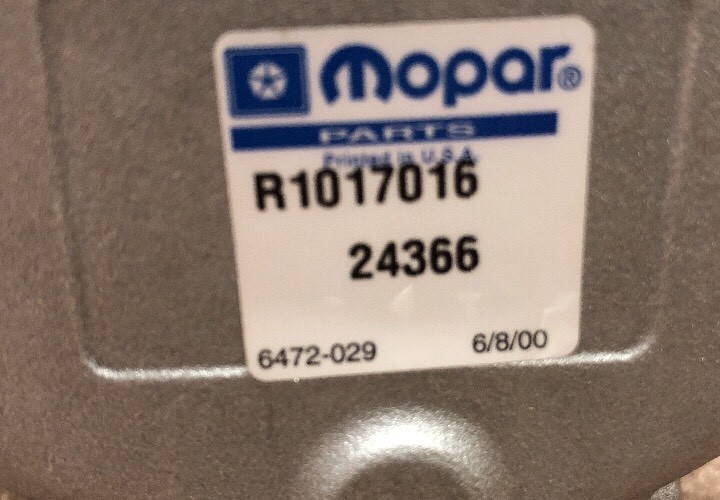 Mopar®
PARTS
Printed in U.S.A.
R1017016
24366
6472-029 6/8/00